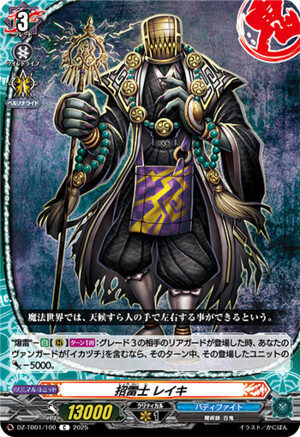 3
グレード
ツインドライブ
ペルソナライド
魔法世界では、天候すら人の手で左右する事ができるという。
“爆雷”-【自】【(R)】【ターン1回】:グレード3の相手のリアガードが登場した時、あなたの
ヴァンガードが「イカヅチ」を含むなら、そのターン中、その登場したユニットの
㋩-5000。
ノーマルユニット
招雷士 レイキ
パワー
13000
クリティカル
バディファイト
魔術師 百鬼
DZ-TB01/100 C 2025
イラスト/かにぱん